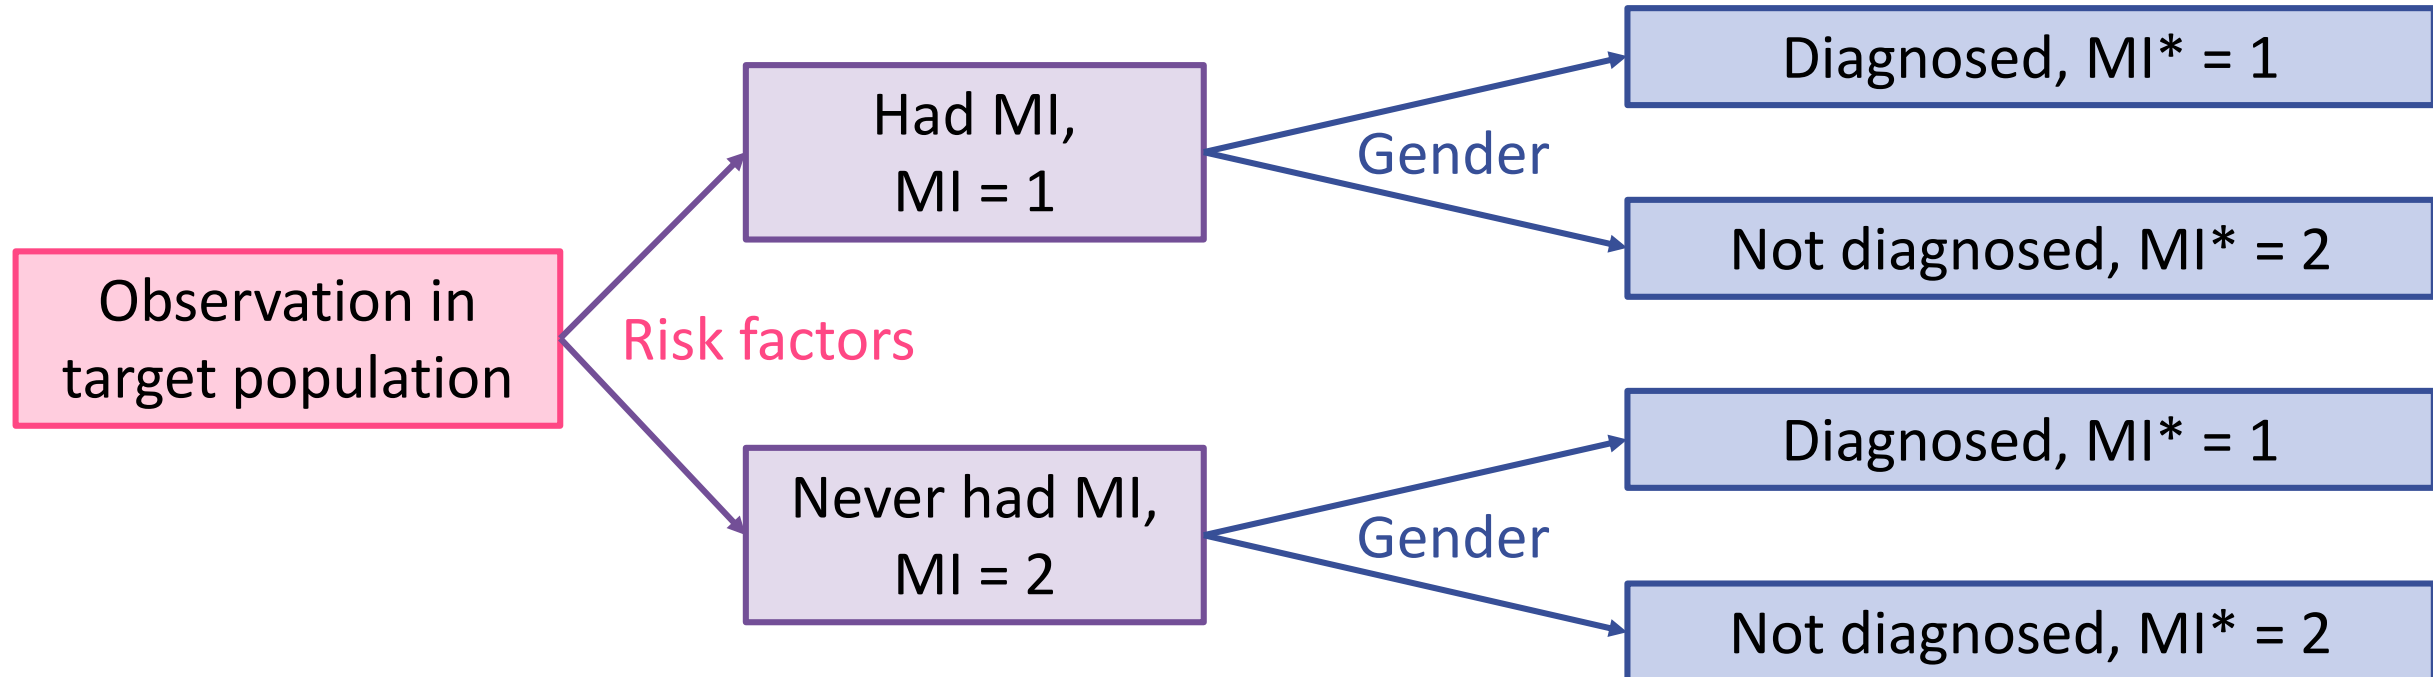 Observation in
target population
Risk factors
Had MI,
MI = 1
Never had MI,
MI = 2
Gender
Gender
Diagnosed, MI* = 1
Not diagnosed, MI* = 2
Diagnosed, MI* = 1
Not diagnosed, MI* = 2